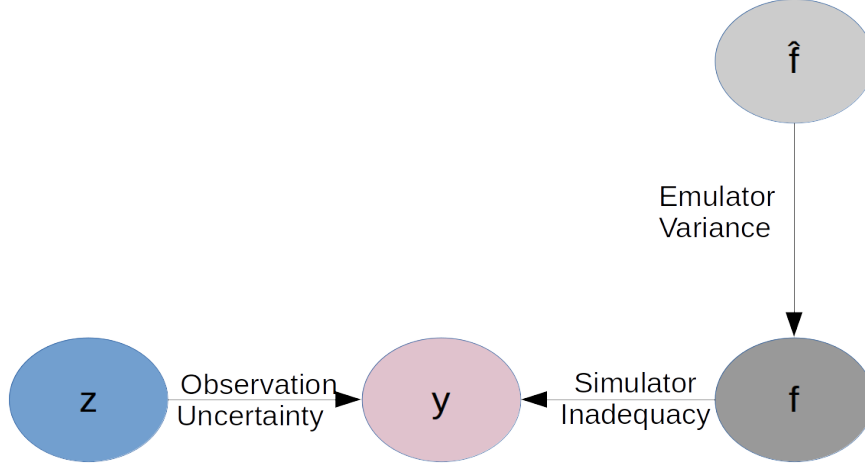 f̂
Emulator
Variance
z
Observation
Uncertainty
y
Simulator
Inadequacy
f